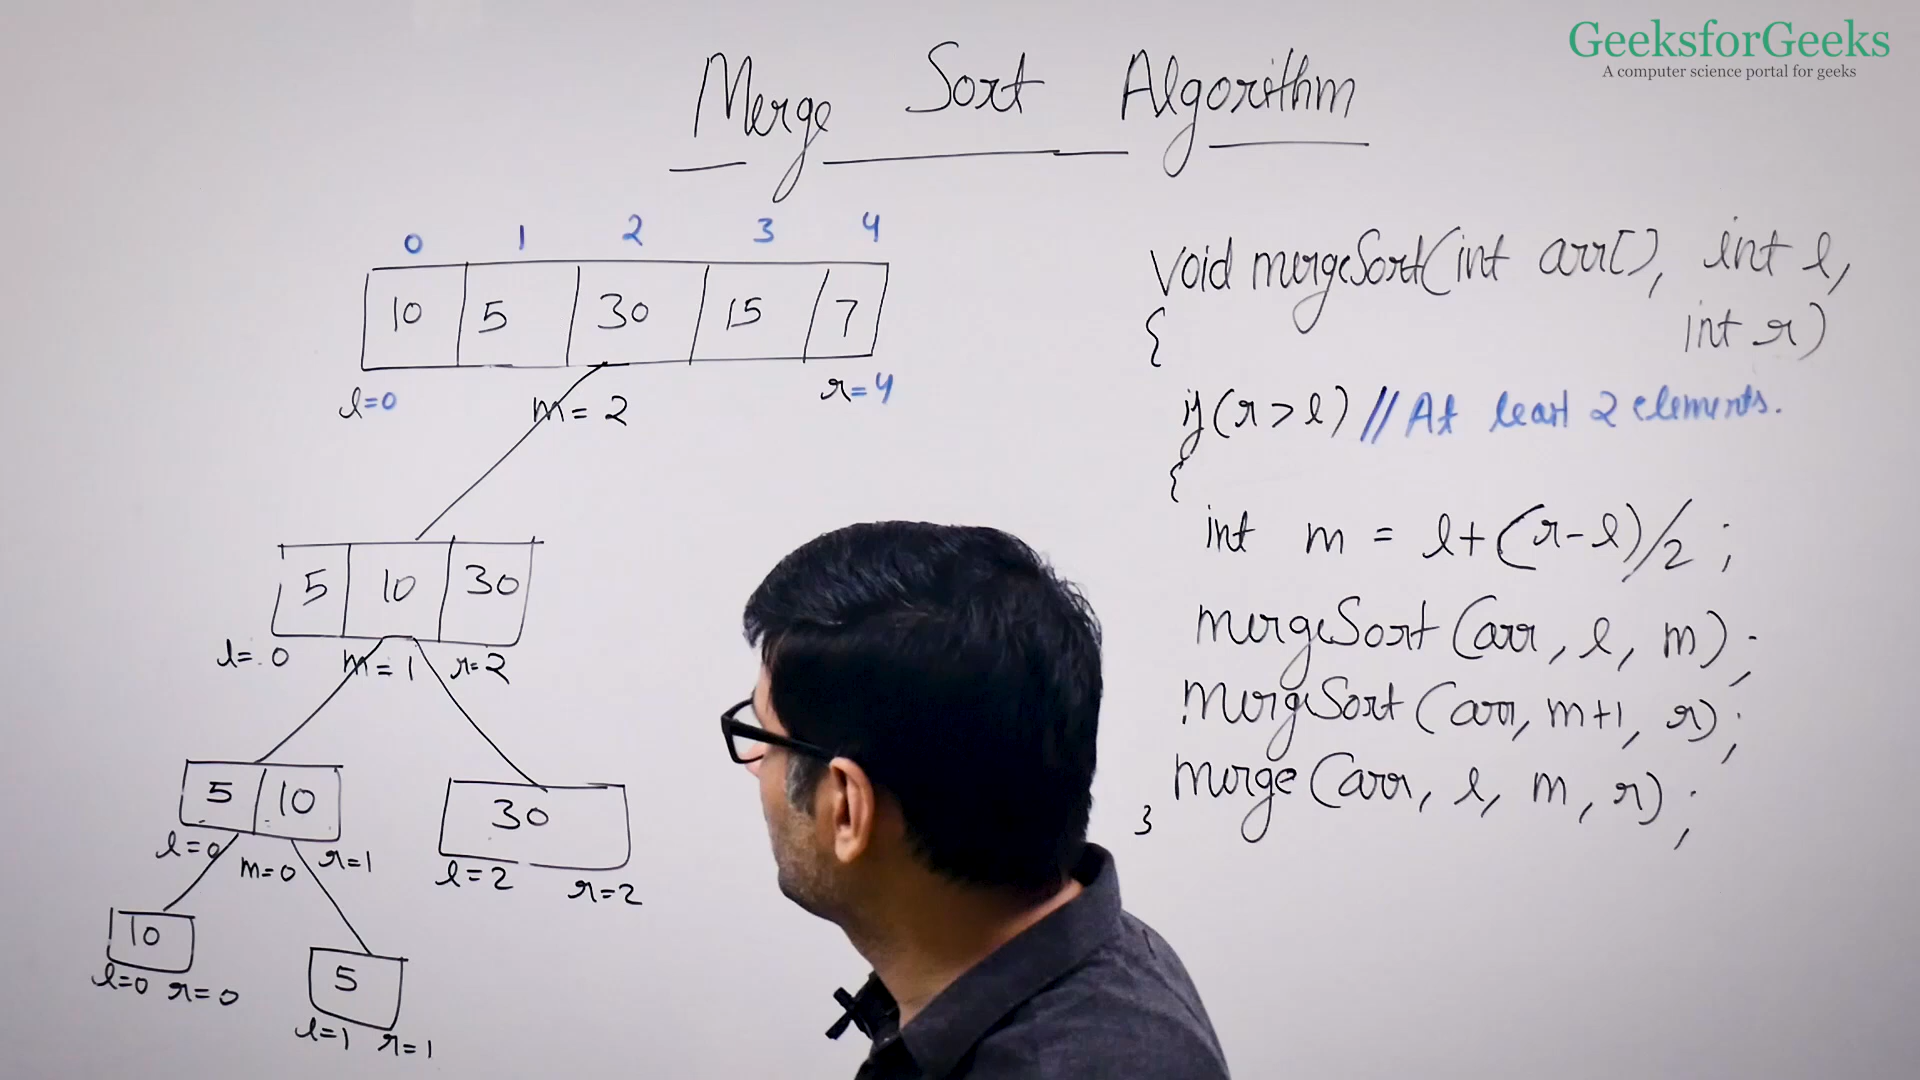 GeeksforGeeks
A computer science portal for geeks
Merge Sort Algorithm
0 1 2 3 4
10 5 30 15 7
l=0 m=2 r=4
5 10 30
l=0 m=1 r=2
5 10
l=0 m=0 r=1
30
l=2 r=2
10
l=0 r=0
5
l=1 r=1
void mergeSort(int arr[], int l,
int r)
{
if(r>l) //At least 2 elements.
{
int m = l+(r-l)/2;
mergeSort(arr, l, m);
mergeSort(arr, m+1, r);
merge(arr, l, m, r);
}